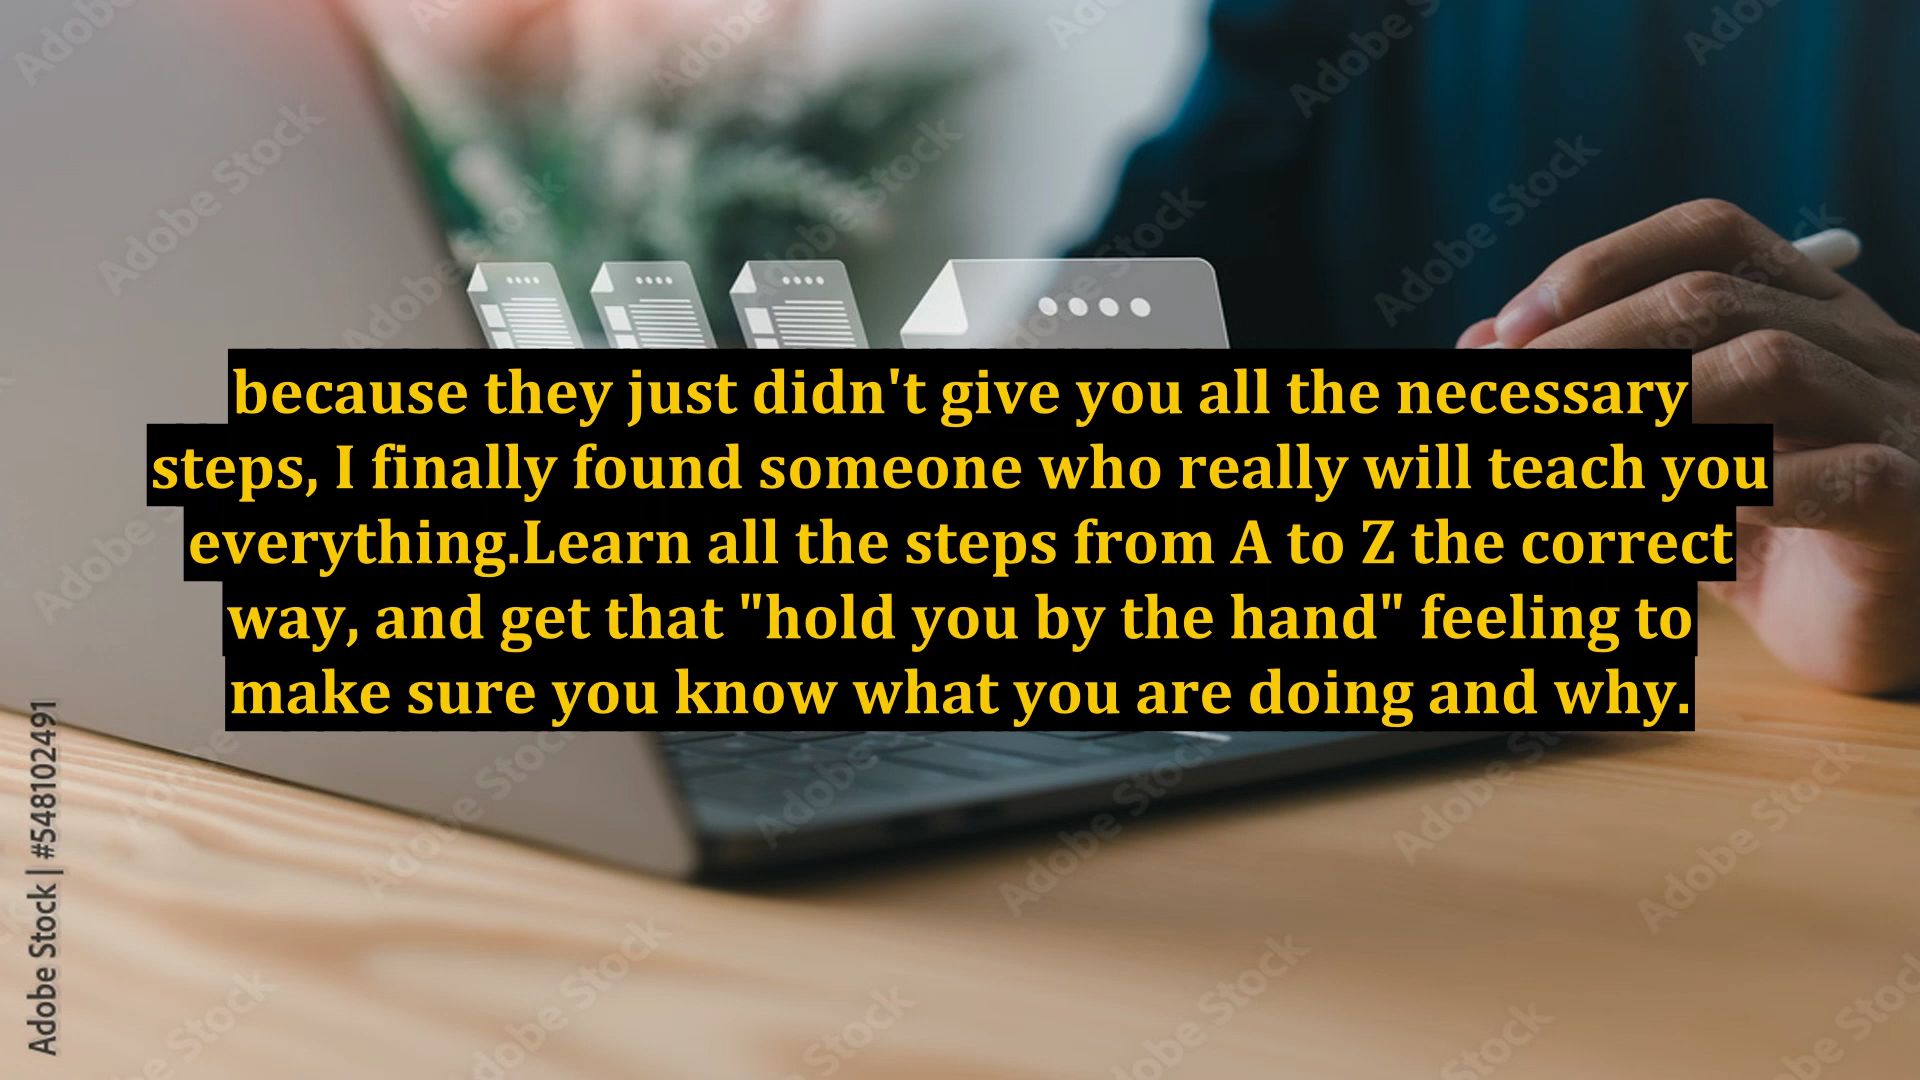 because they just didn't give you all the necessary
steps, I finally found someone who really will teach you
everything.Learn all the steps from A to Z the correct
way, and get that "hold you by the hand" feeling to
make sure you know what you are doing and why.
Adobe Stock | #548102491
Adobe Stock